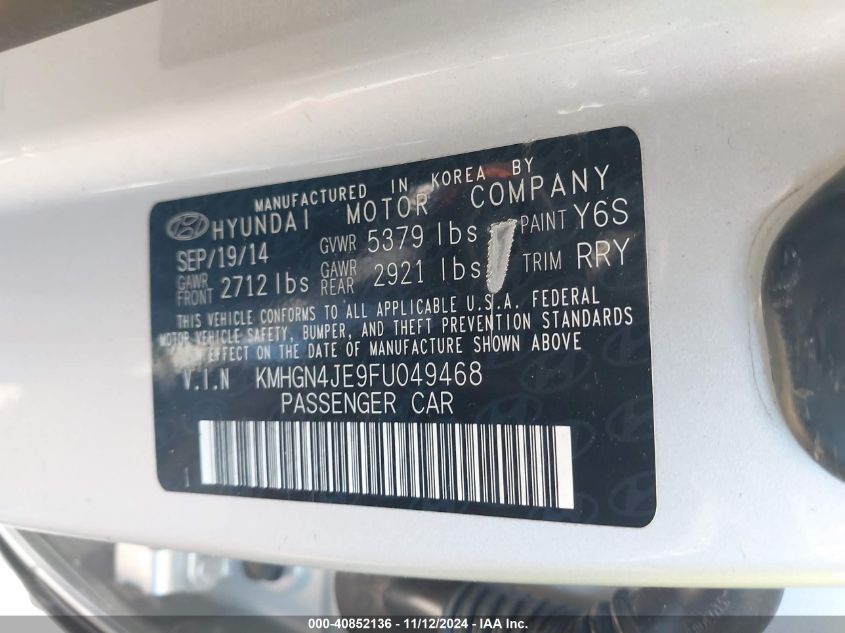 MANUFACTURED IN KOREA BY
HYUNDAI MOTOR COMPANY
SEP/19/14 GVWR 5379 lbs PAINT Y6S
GAWR FRONT 2712 lbs GAWR REAR 2921 lbs TRIM RRY
THIS VEHICLE CONFORMS TO ALL APPLICABLE U.S.A. FEDERAL
MOTOR VEHICLE SAFETY, BUMPER, AND THEFT PREVENTION STANDARDS
IN EFFECT ON THE DATE OF MANUFACTURE SHOWN ABOVE
V.I.N KMHGN4JE9FU049468
PASSENGER CAR
000-40852136 - 11/12/2024 - IAA Inc.